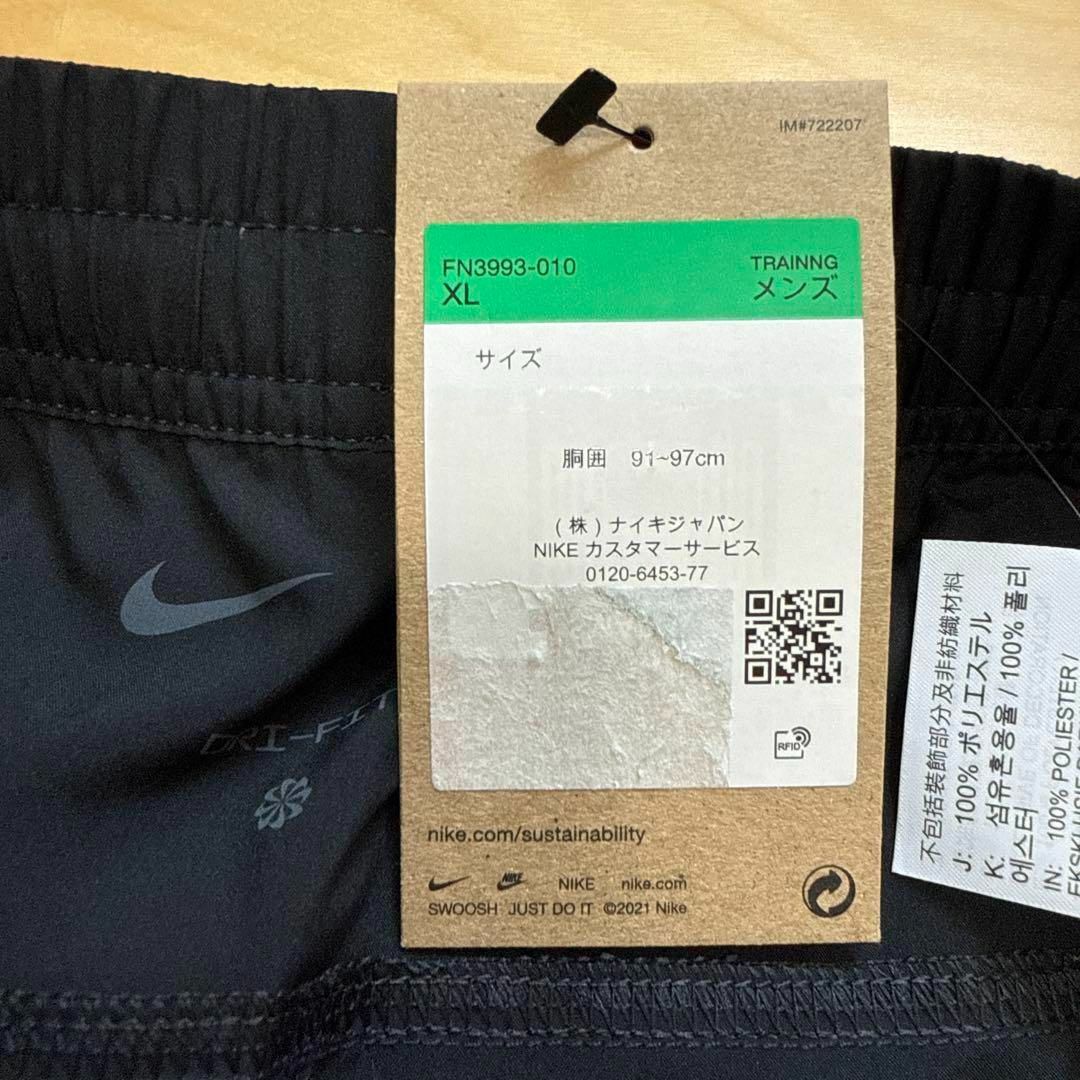 IM#722207
FN3993-010
XL
TRAINNG
メンズ
サイズ
胴囲 91~97cm
(株)ナイキジャパン
NIKE カスタマーサービス
0120-6453-77
RFID
nike.com/sustainability
NIKE NIKE nike.com
SWOOSH JUST DO IT ©2021 Nike
DRI-FIT
不包括裝飾部分及非紡織材料
J: 100% ポリエステル
K: 섬유혼용율 / 100% 폴리
에스터
IN: 100% POLIESTER /